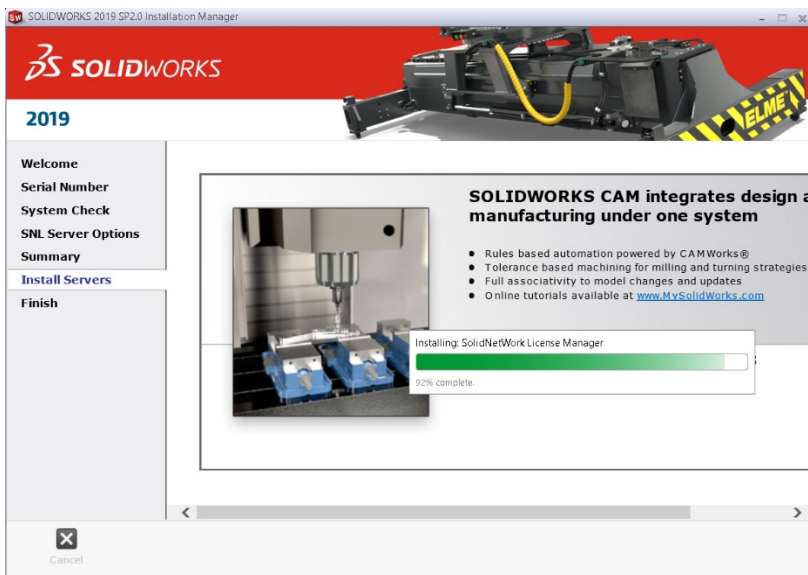 SW SOLIDWORKS 2019 SP2.0 Installation Manager
3S SOLIDWORKS
ELME
2019
Welcome
Serial Number
System Check
SNL Server Options
Summary
Install Servers
Finish
SOLIDWORKS CAM integrates design a
manufacturing under one system
Rules based automation powered by CAMWorks®
Tolerance based machining for milling and turning strategies
Full associativity to model changes and updates
Online tutorials available at www.MySolidWorks.com
Installing: SolidNetWork License Manager
92% complete.
Cancel